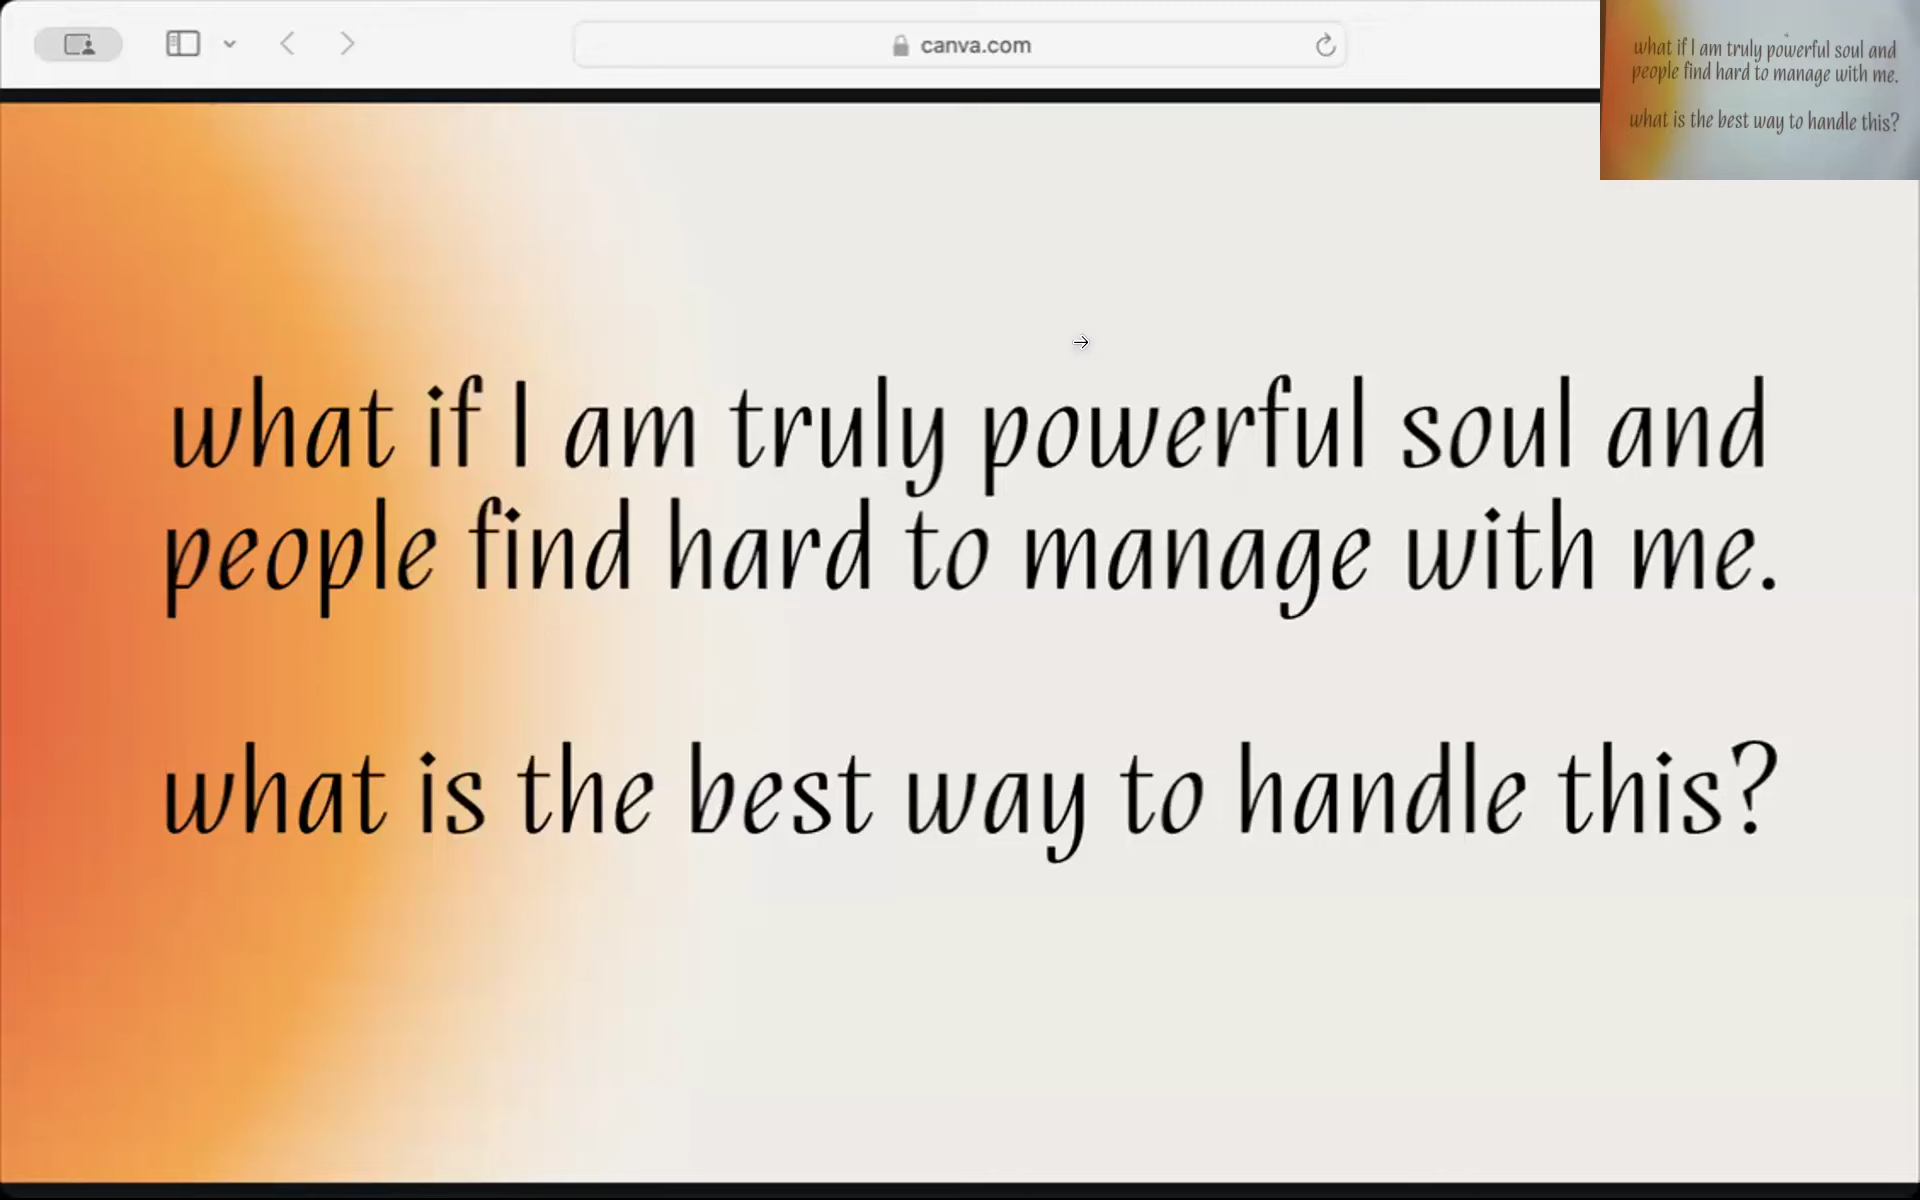 canva.com
what if I am truly powerful soul and
people find hard to manage with me.
what is the best way to handle this?
what if I am truly powerful soul and
people find hard to manage with me.
what is the best way to handle this?